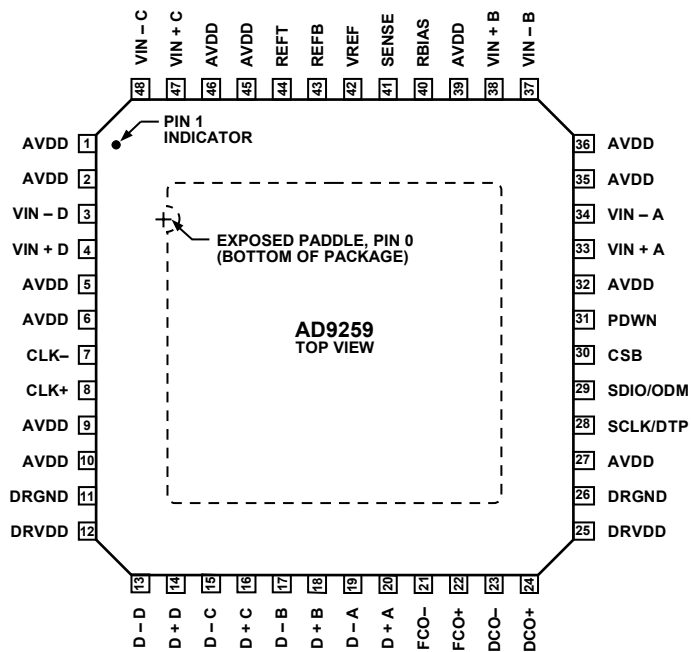 VIN – C
VIN + C
AVDD
AVDD
REFT
REFB
VREF
SENSE
RBIAS
AVDD
VIN + B
VIN – B
48
47
46
45
44
43
42
41
40
39
38
37
PIN 1
INDICATOR
AVDD 1
AVDD 2
VIN – D 3
VIN + D 4
AVDD 5
AVDD 6
CLK– 7
CLK+ 8
AVDD 9
AVDD 10
DRGND 11
DRVDD 12
EXPOSED PADDLE, PIN 0
(BOTTOM OF PACKAGE)
AD9259
TOP VIEW
36 AVDD
35 AVDD
34 VIN – A
33 VIN + A
32 AVDD
31 PDWN
30 CSB
29 SDIO/ODM
28 SCLK/DTP
27 AVDD
26 DRGND
25 DRVDD
13
14
15
16
17
18
19
20
21
22
23
24
D – D
D + D
D – C
D + C
D – B
D + B
D – A
D + A
FCO–
FCO+
DCO–
DCO+